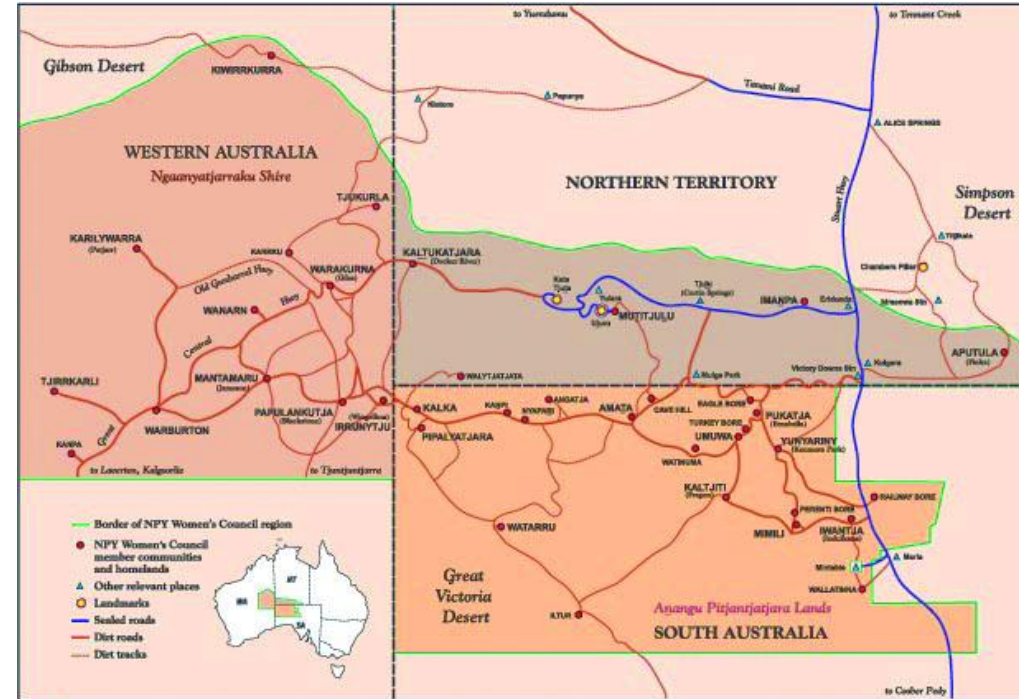 to Yuendumu
to Tennant Creek
Gibson Desert
KIWIRRKURRA
Tanami Road
Kintore
Papunya
ALICE SPRINGS
WESTERN AUSTRALIA
Ngaanyatjarraku Shire
NORTHERN TERRITORY
Simpson
Desert
Stuart Hwy
TJUKURLA
KARILYWARRA
(Patjarr)
KARRKU
Titjikala
WARAKURNA
(Giles)
KALTUKATJARA
(Docker River)
Chambers Pillar
Old Gunbarrel Hwy
Kata
Tjuta
Yulara
Tjulu
(Curtin Springs)
IMANPA
Erldunda
WANARN
Uluru
MUTITJULU
Great Central Hwy
APUTULA
(Finke)
Kulgera
Victory Downs Stn
Mulga Park
WALYTJATJATA
TJIRRKARLI
MANTAMARU
(Jameson)
PAPULANKUTJA
(Blackstone)
(Wingellina)
IRRUNYTJU
KALKA
KANPI
NYAPARI
ANGATJA
AMATA
CAVE HILL
EAGLE BORE
PUKATJA
(Ernabella)
TURKEY BORE
WARBURTON
PIPALYATJARA
UMUWA
YUNYARINY
(Kenmore Park)
KANPA
WATINUMA
to Laverton, Kalgoorlie
to Tjuntjuntjarra
KALTJITI
(Fregon)
RAILWAY BORE
PERENTI BORE
WATARRU
MIMILI
IWANTJA
(Indulkana)
Marla
Mintabie
WALLATINNA
Border of NPY Women's Council region
NPY Women's Council
member communities
and homelands
Other relevant places
Landmarks
Sealed roads
Dirt roads
Dirt tracks
WA
NT
SA
Great
Victoria
Desert
ILTUR
Anangu Pitjantjatjara Lands
SOUTH AUSTRALIA
to Coober Pedy